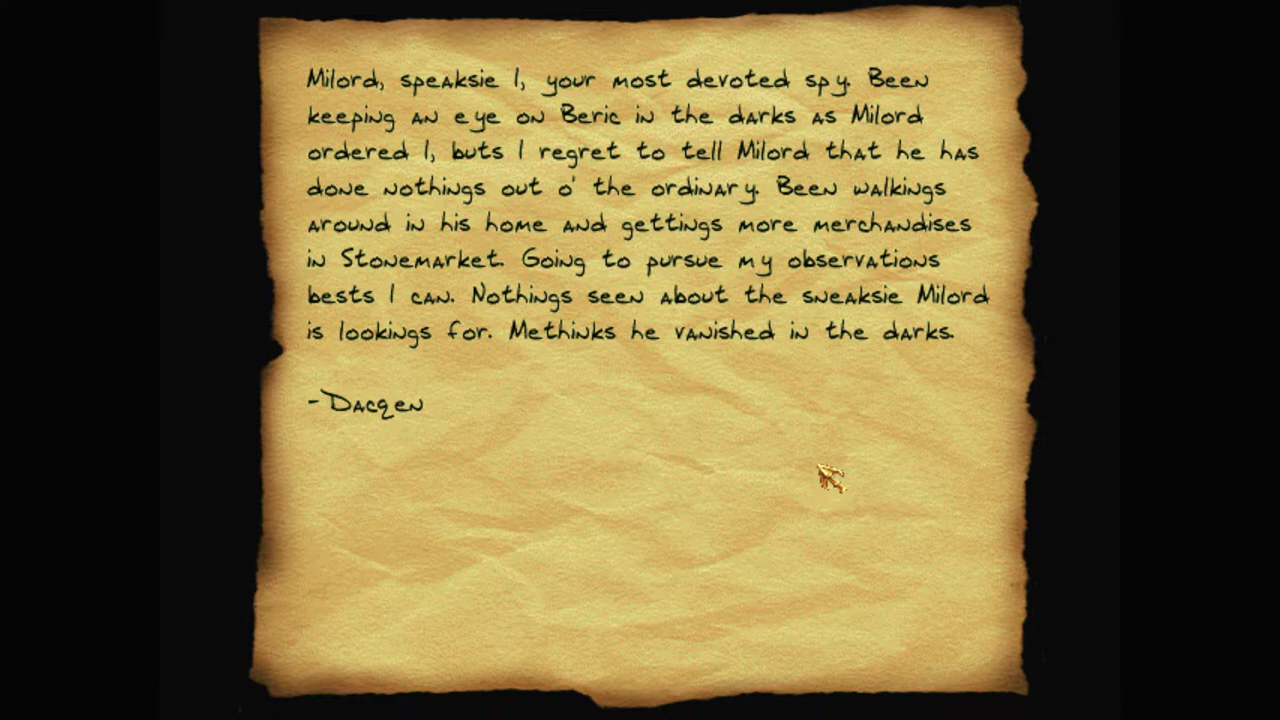 Milord, speaksie I, your most devoted spy. Been
keeping an eye on Beric in the darks as Milord
ordered I, buts I regret to tell Milord that he has
done nothings out o' the ordinary. Been walkings
around in his home and gettings more merchandises
in Stonemarket. Going to pursue my observations
bests I can. Nothings seen about the sneaksie Milord
is lookings for. Methinks he vanished in the darks.
-Dacqen